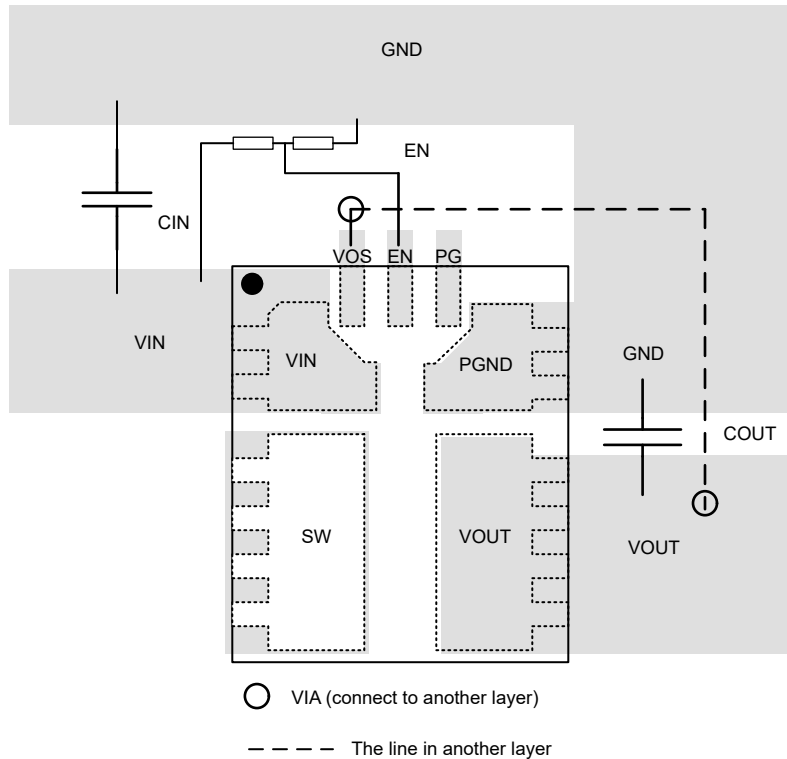 GND
EN
CIN
VOS EN PG
VIN
VIN
PGND
GND
COUT
SW
VOUT
VOUT
VIA (connect to another layer)
The line in another layer